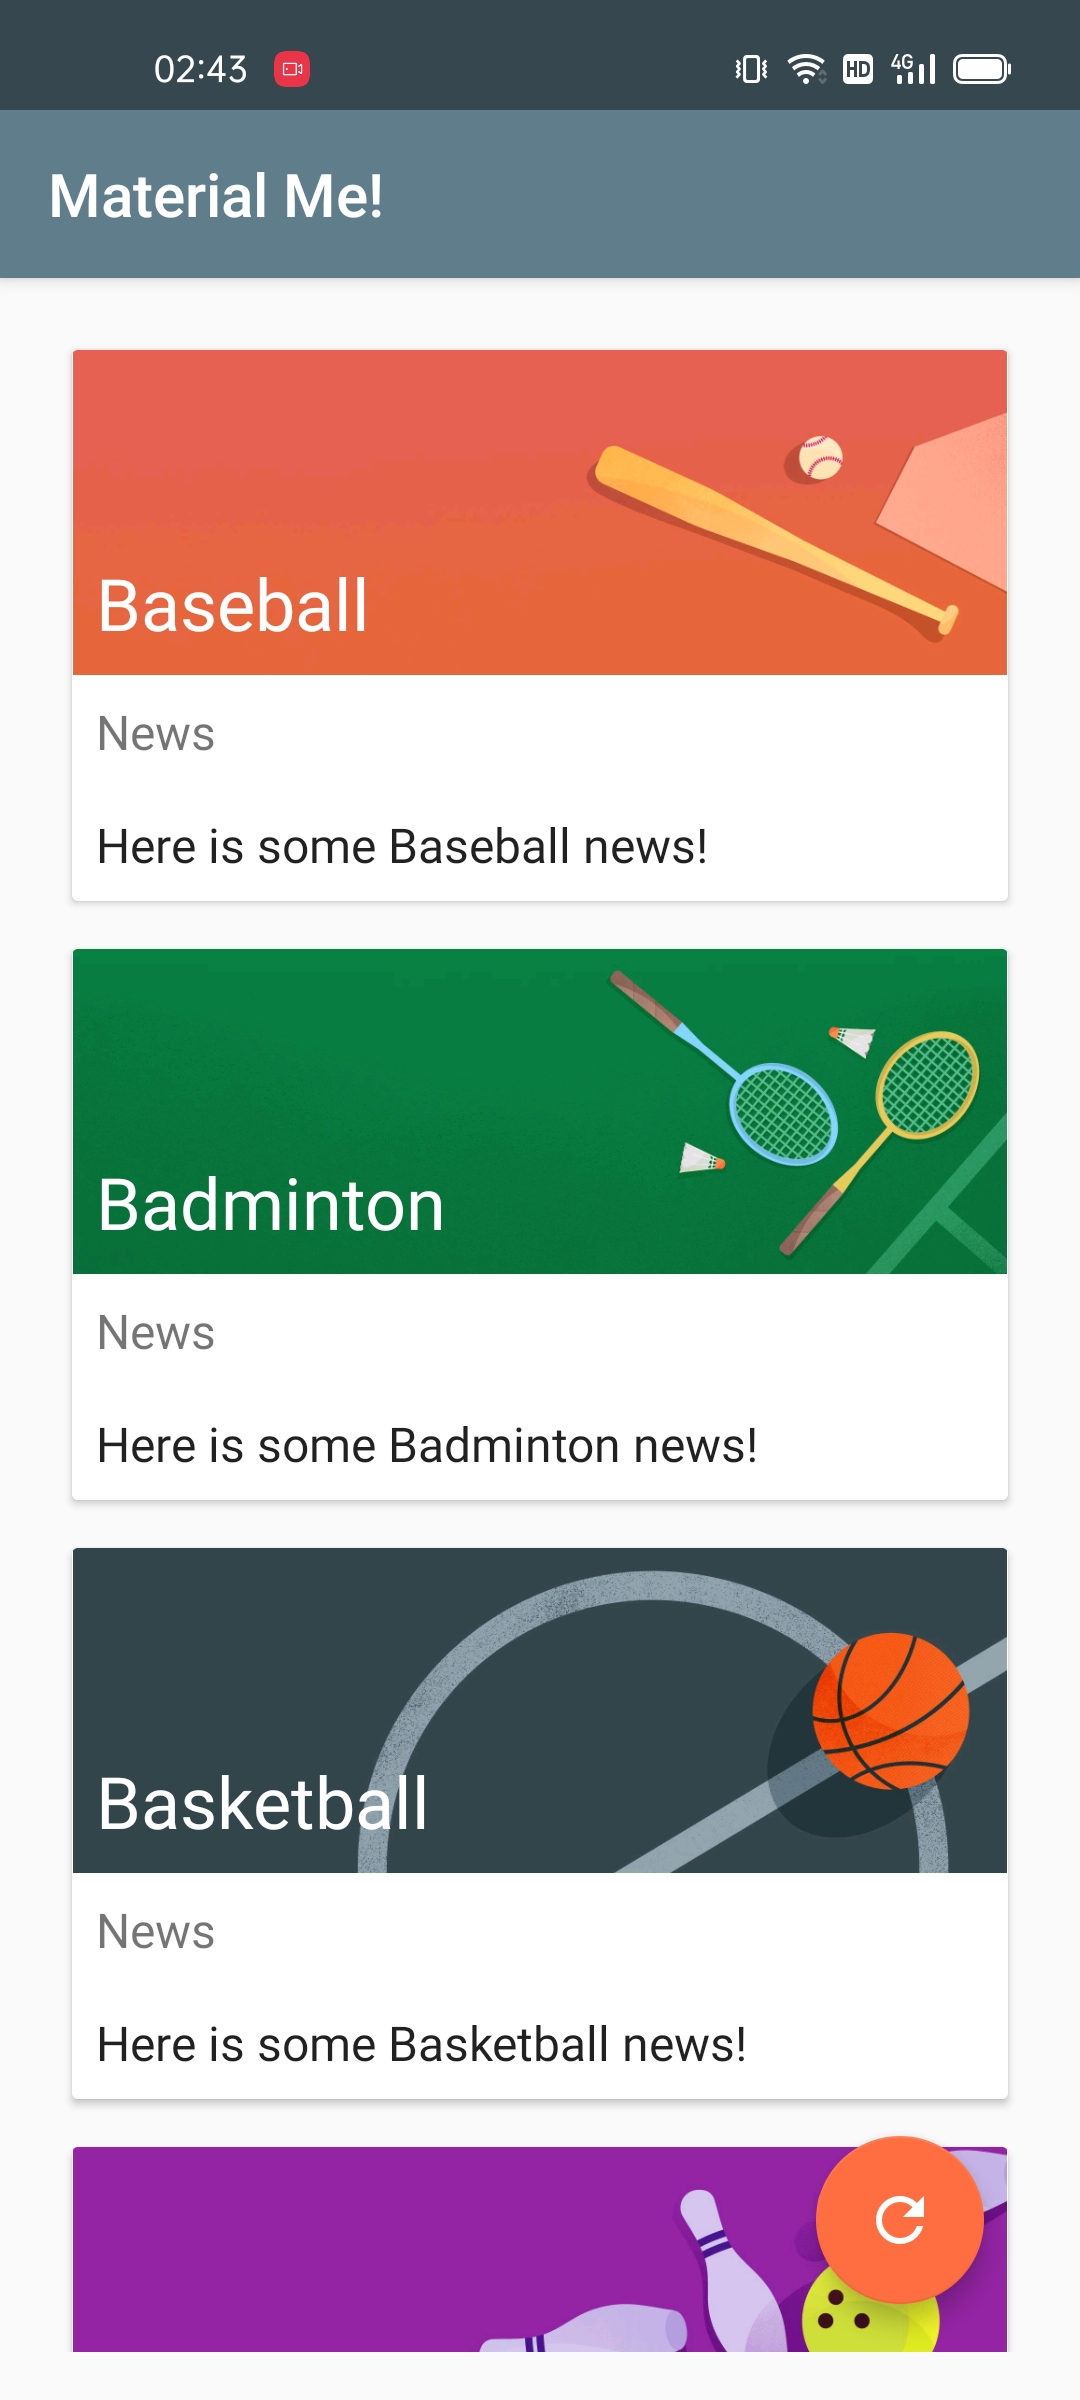 02:43
HD
4G
Material Me!
Baseball
News
Here is some Baseball news!
Badminton
News
Here is some Badminton news!
Basketball
News
Here is some Basketball news!